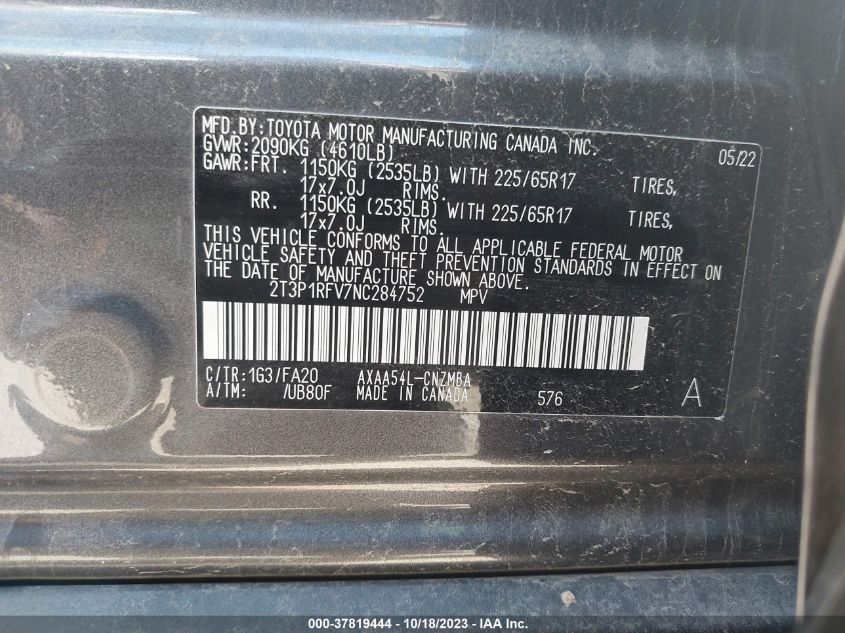 MFD.BY:TOYOTA MOTOR MANUFACTURING CANADA INC. 05/22
GVWR:2090KG (4610LB)
GAWR:FRT. 1150KG (2535LB) WITH 225/65R17 TIRES,
17x7.0J RIMS.
RR. 1150KG (2535LB) WITH 225/65R17 TIRES,
17x7.0J RIMS.
THIS VEHICLE CONFORMS TO ALL APPLICABLE FEDERAL MOTOR
VEHICLE SAFETY AND THEFT PREVENTION STANDARDS IN EFFECT ON
THE DATE OF MANUFACTURE SHOWN ABOVE.
2T3P1RFV7NC284752 MPV
C/TR:1G3/FA20 AXAA54L-CNZMBA
A/TM: /UB80F MADE IN CANADA 576 A
000-37819444 - 10/18/2023 - IAA Inc.